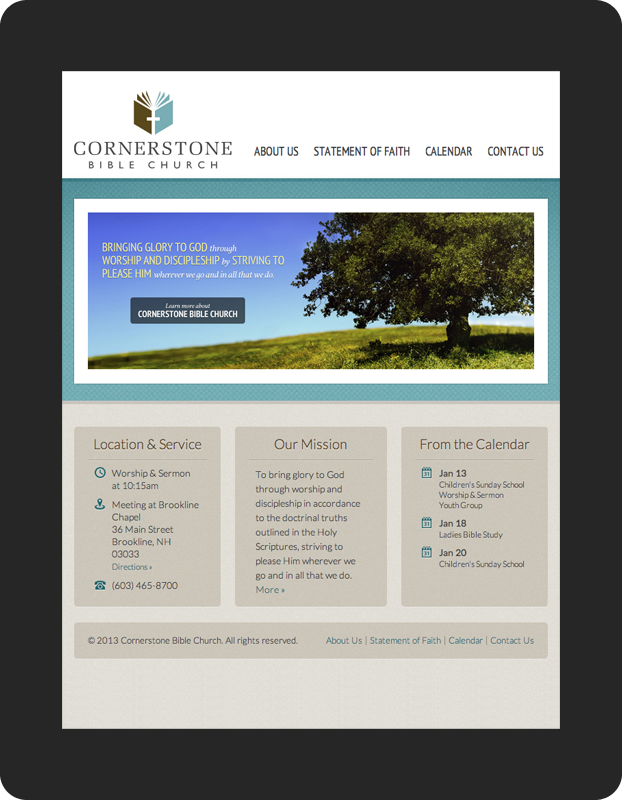 CORNERSTONE
BIBLE CHURCH
ABOUT US STATEMENT OF FAITH CALENDAR CONTACT US
BRINGING GLORY TO GOD through
WORSHIP AND DISCIPLESHIP by STRIVING TO
PLEASE HIM wherever we go and in all that we do.
Learn more about
CORNERSTONE BIBLE CHURCH
Location & Service
Worship & Sermon
at 10:15am
Meeting at Brookline
Chapel
36 Main Street
Brookline, NH
03033
Directions »
(603) 465-8700
Our Mission
To bring glory to God
through worship and
discipleship in accordance
to the doctrinal truths
outlined in the Holy
Scriptures, striving to
please Him wherever we
go and in all that we do.
More »
From the Calendar
31
Jan 13
Children's Sunday School
Worship & Sermon
Youth Group
31
Jan 18
Ladies Bible Study
31
Jan 20
Children's Sunday School
© 2013 Cornerstone Bible Church. All rights reserved. About Us | Statement of Faith | Calendar | Contact Us